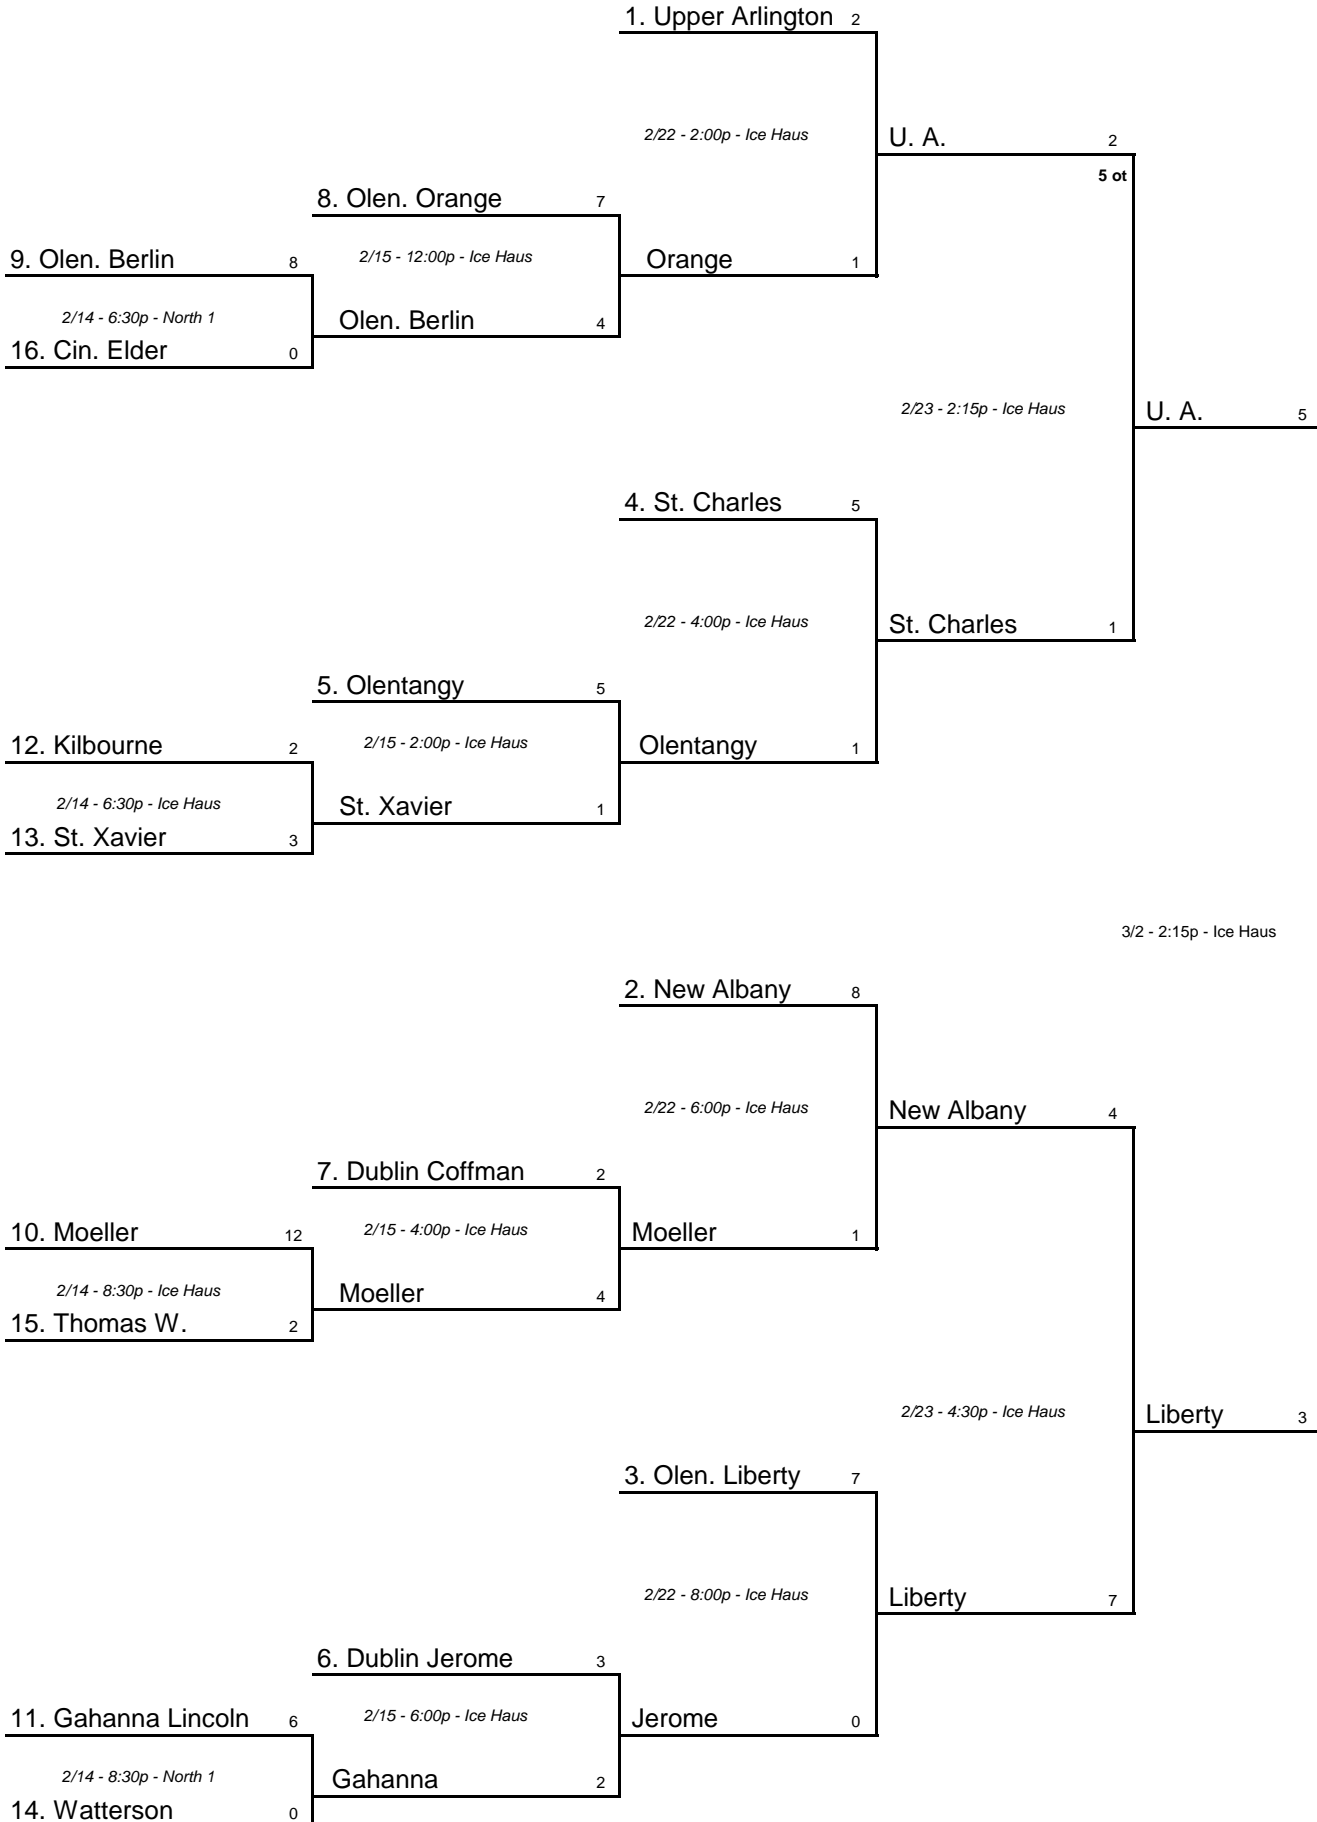 1. Upper Arlington 2
2/22 - 2:00p - Ice Haus
U. A. 2
5 ot
8. Olen. Orange 7
9. Olen. Berlin 8
2/15 - 12:00p - Ice Haus
Orange 1
2/14 - 6:30p - North 1
Olen. Berlin 4
16. Cin. Elder 0
2/23 - 2:15p - Ice Haus
U. A. 5
4. St. Charles 5
2/22 - 4:00p - Ice Haus
St. Charles 1
5. Olentangy 5
12. Kilbourne 2
2/15 - 2:00p - Ice Haus
Olentangy 1
2/14 - 6:30p - Ice Haus
St. Xavier 1
13. St. Xavier 3
3/2 - 2:15p - Ice Haus
2. New Albany 8
2/22 - 6:00p - Ice Haus
New Albany 4
7. Dublin Coffman 2
10. Moeller 12
2/15 - 4:00p - Ice Haus
Moeller 1
2/14 - 8:30p - Ice Haus
Moeller 4
15. Thomas W. 2
2/23 - 4:30p - Ice Haus
Liberty 3
3. Olen. Liberty 7
2/22 - 8:00p - Ice Haus
Liberty 7
6. Dublin Jerome 3
11. Gahanna Lincoln 6
2/15 - 6:00p - Ice Haus
Jerome 0
2/14 - 8:30p - North 1
Gahanna 2
14. Watterson 0